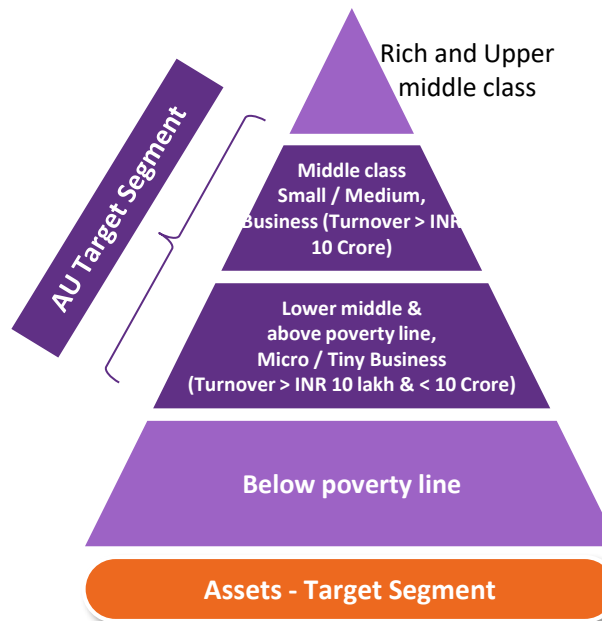 Rich and Upper
middle class
AU Target Segment
Middle class
Small / Medium,
Business (Turnover > INR
10 Crore)
Lower middle &
above poverty line,
Micro / Tiny Business
(Turnover > INR 10 lakh & < 10 Crore)
Below poverty line
Assets - Target Segment